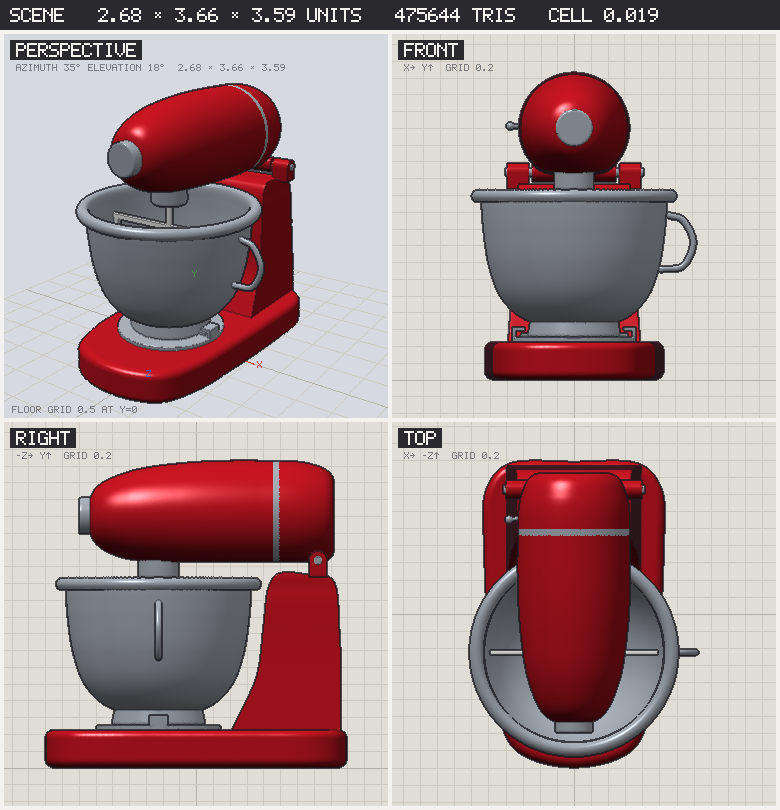 SCENE 2.68 × 3.66 × 3.59 UNITS 475644 TRIS CELL 0.019
PERSPECTIVE
AZIMUTH 35° ELEVATION 18° 2.68 × 3.66 × 3.59
Y
X
Z
FLOOR GRID 0.5 AT Y=0
FRONT
X→ Y↑ GRID 0.2
RIGHT
-Z→ Y↑ GRID 0.2
TOP
X→ -Z↑ GRID 0.2